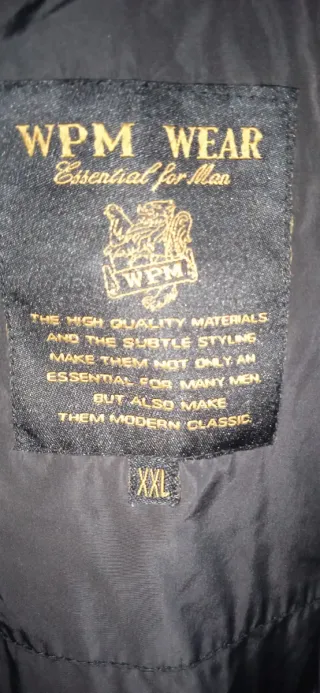 WPM WEAR
Essential for Man
WPM
THE HIGH QUALITY MATERIALS
AND THE SUBTLE STYLING
MAKE THEM NOT ONLY AN
ESSENTIAL FOR MANY MEN,
BUT ALSO MAKE
THEM MODERN CLASSIC.
XXL